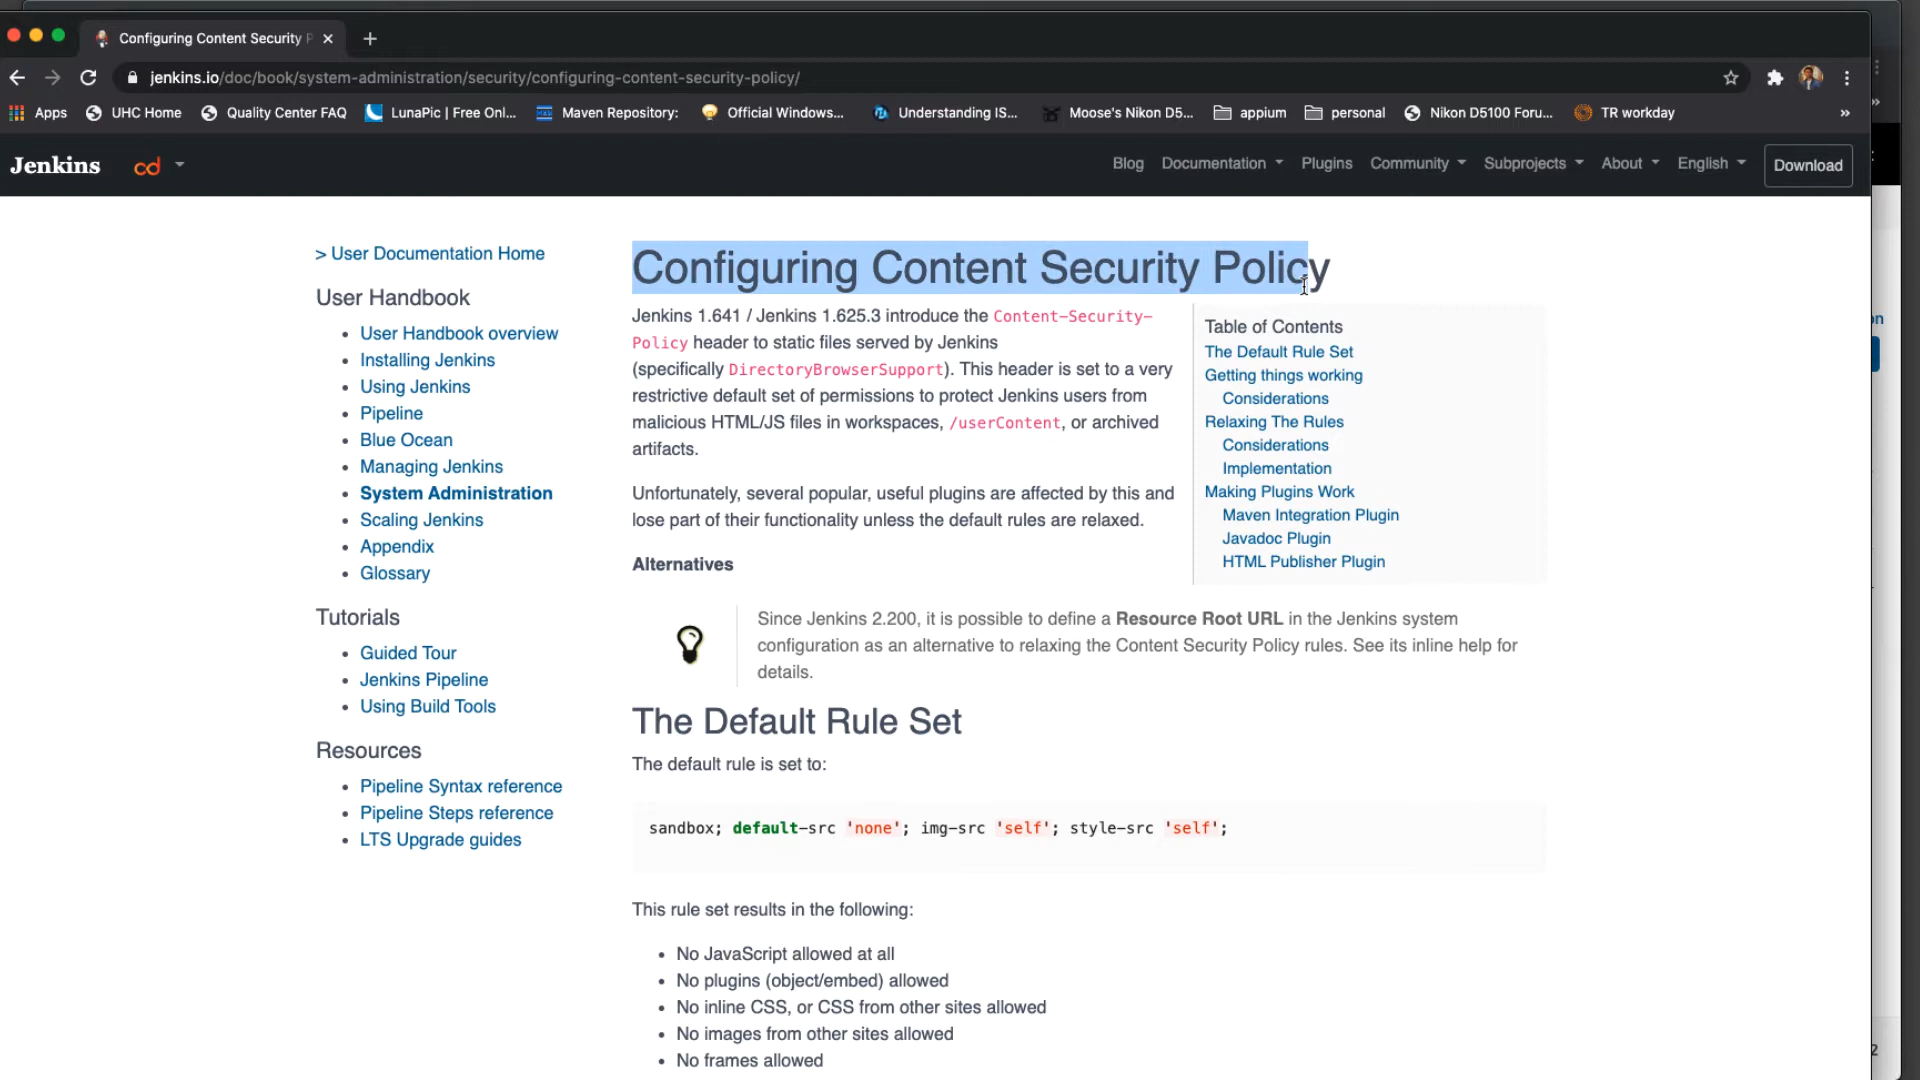 Configuring Content Security P
jenkins.io/doc/book/system-administration/security/configuring-content-security-policy/
Apps UHC Home Quality Center FAQ LunaPic | Free Onl... Maven Repository: Official Windows... Understanding IS... Moose's Nikon D5... appium personal Nikon D5100 Foru... TR workday »
Jenkins cd Blog Documentation Plugins Community Subprojects About English Download
> User Documentation Home
User Handbook
User Handbook overview
Installing Jenkins
Using Jenkins
Pipeline
Blue Ocean
Managing Jenkins
System Administration
Scaling Jenkins
Appendix
Glossary
Tutorials
Guided Tour
Jenkins Pipeline
Using Build Tools
Resources
Pipeline Syntax reference
Pipeline Steps reference
LTS Upgrade guides
Configuring Content Security Policy
Jenkins 1.641 / Jenkins 1.625.3 introduce the Content-Security-
Policy header to static files served by Jenkins
(specifically DirectoryBrowserSupport). This header is set to a very
restrictive default set of permissions to protect Jenkins users from
malicious HTML/JS files in workspaces, /userContent, or archived
artifacts.
Unfortunately, several popular, useful plugins are affected by this and
lose part of their functionality unless the default rules are relaxed.
Alternatives
Table of Contents
The Default Rule Set
Getting things working
Considerations
Relaxing The Rules
Considerations
Implementation
Making Plugins Work
Maven Integration Plugin
Javadoc Plugin
HTML Publisher Plugin
Since Jenkins 2.200, it is possible to define a Resource Root URL in the Jenkins system
configuration as an alternative to relaxing the Content Security Policy rules. See its inline help for
details.
The Default Rule Set
The default rule is set to:
sandbox; default-src 'none'; img-src 'self'; style-src 'self';
This rule set results in the following:
No JavaScript allowed at all
No plugins (object/embed) allowed
No inline CSS, or CSS from other sites allowed
No images from other sites allowed
No frames allowed
on
2